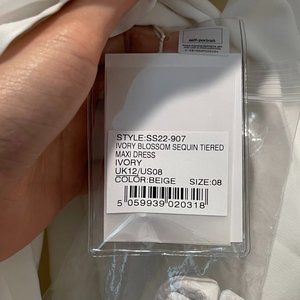 self-portrait
STYLE:SS22-907
IVORY BLOSSOM SEQUIN TIERED
MAXI DRESS
IVORY
UK12/US08
COLOR:BEIGE SIZE:08
5 059939 020318